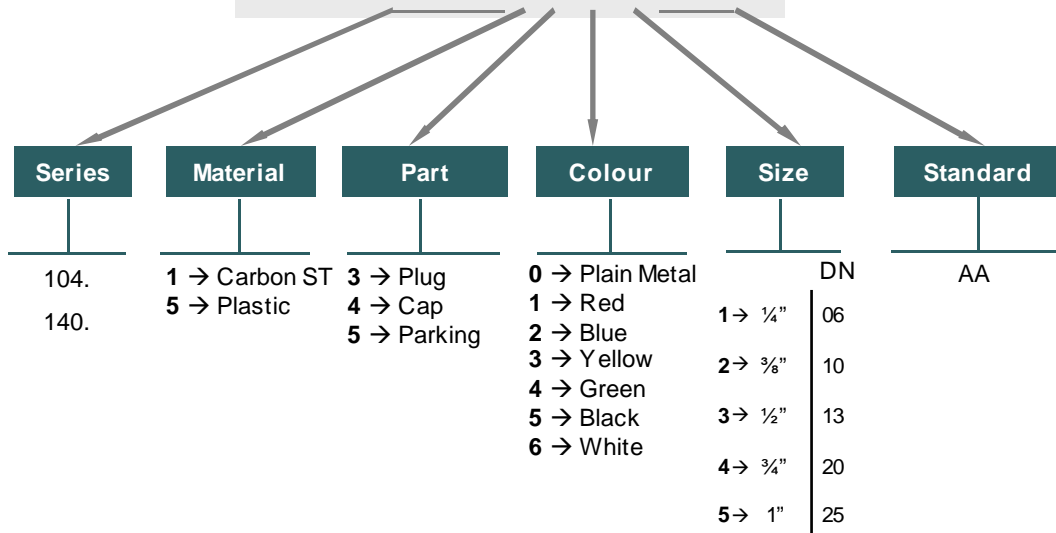 Series
104.
140.
Material
1 → Carbon ST
5 → Plastic
Part
3 → Plug
4 → Cap
5 → Parking
Colour
0 → Plain Metal
1 → Red
2 → Blue
3 → Yellow
4 → Green
5 → Black
6 → White
Size
DN
1→ ¼” 06
2→ ⅜” 10
3→ ½” 13
4→ ¾” 20
5→ 1” 25
Standard
AA